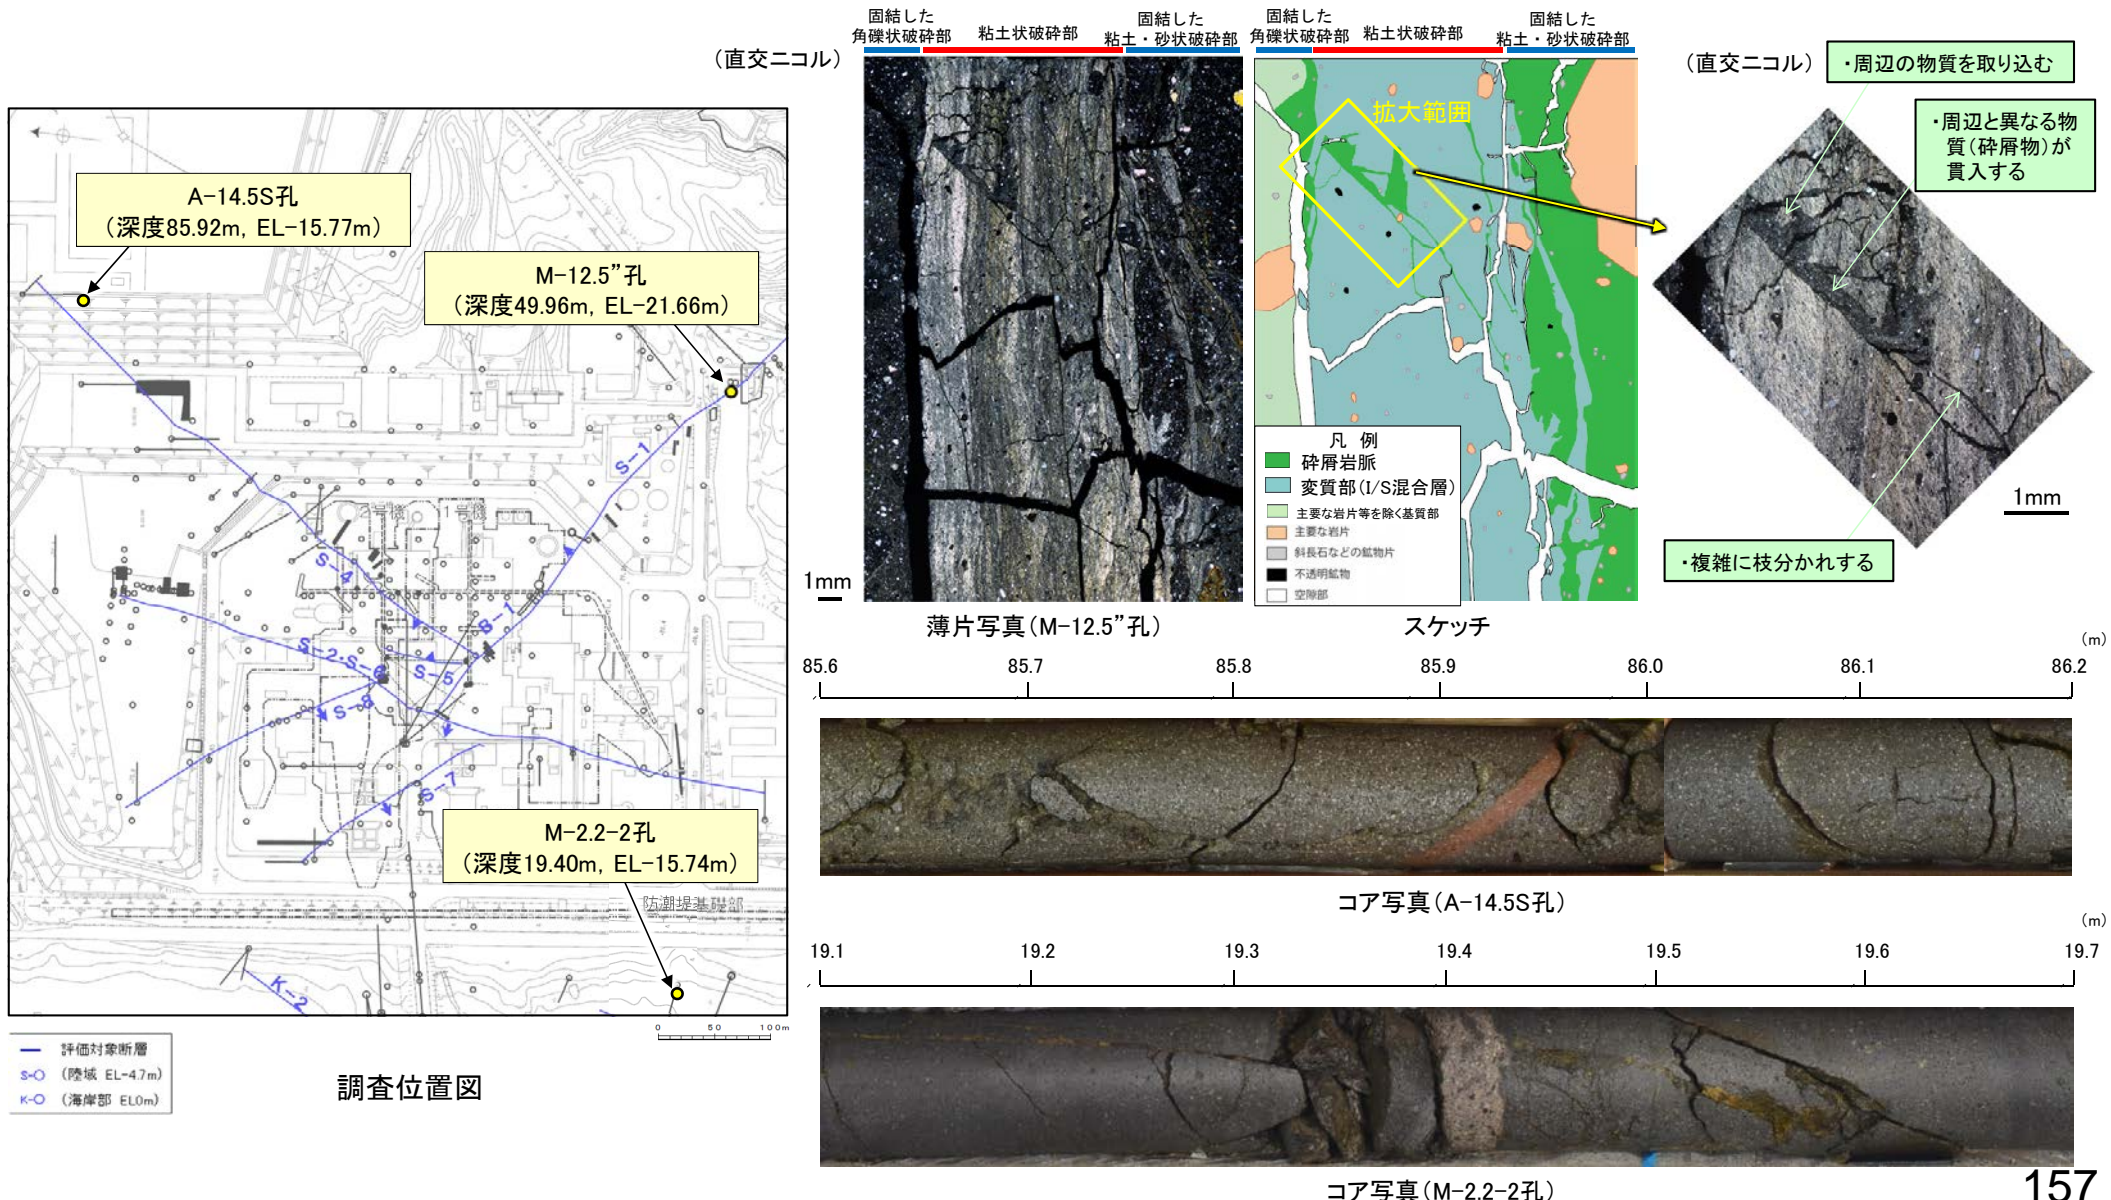 固結した
角礫状破砕部
粘土状破砕部
固結した
粘土・砂状破砕部
固結した
角礫状破砕部
粘土状破砕部
固結した
粘土・砂状破砕部
(直交ニコル)
(直交ニコル)
・周辺の物質を取り込む
・周辺と異なる物
質(砕屑物)が
貫入する
・複雑に枝分かれする
拡大範囲
1mm
1mm
凡 例
砕屑岩脈
変質部(I/S混合層)
主要な岩片等を除く基質部
主要な岩片
斜長石などの鉱物片
不透明鉱物
空隙部
薄片写真(M-12.5”孔)
スケッチ
A-14.5S孔
(深度85.92m, EL-15.77m)
M-12.5”孔
(深度49.96m, EL-21.66m)
M-2.2-2孔
(深度19.40m, EL-15.74m)
S-1
2号機
1号機
S-4
B-1
S-2・S-6
S-5
S-8
S-7
防潮堤基礎部
K-2
0 50 100m
評価対象断層
S-O (陸域 EL-4.7m)
K-O (海岸部 EL0m)
調査位置図
(m)
85.6 85.7 85.8 85.9 86.0 86.1 86.2
コア写真(A-14.5S孔)
(m)
19.1 19.2 19.3 19.4 19.5 19.6 19.7
コア写真(M-2.2-2孔)
157